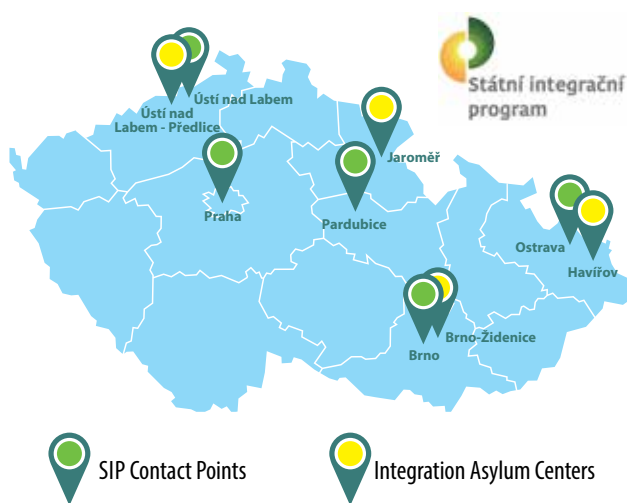 Státní integrační
program
Ústí nad Labem
Ústí nad
Labem - Předlice
Jaroměř
Praha
Pardubice
Ostrava
Havířov
Brno-Židenice
Brno
SIP Contact Points
Integration Asylum Centers